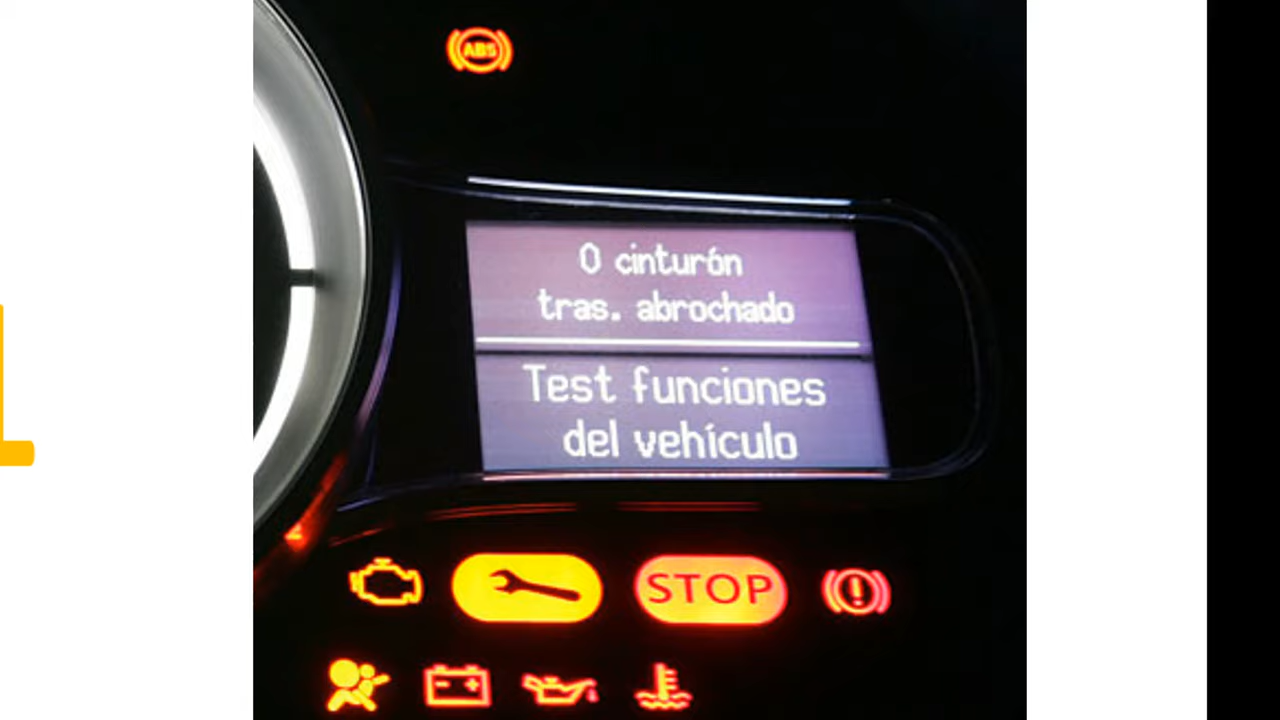 ABS
0 cinturón
tras. abrochado
Test funciones
del vehículo
STOP